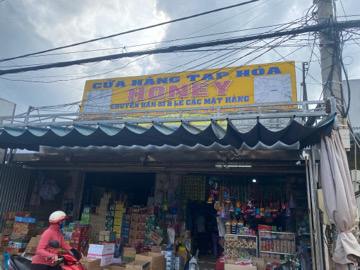 CỬA HÀNG TẠP HÓA
HONEY
CHUYÊN BÁN SỈ & LẺ CÁC MẶT HÀNG